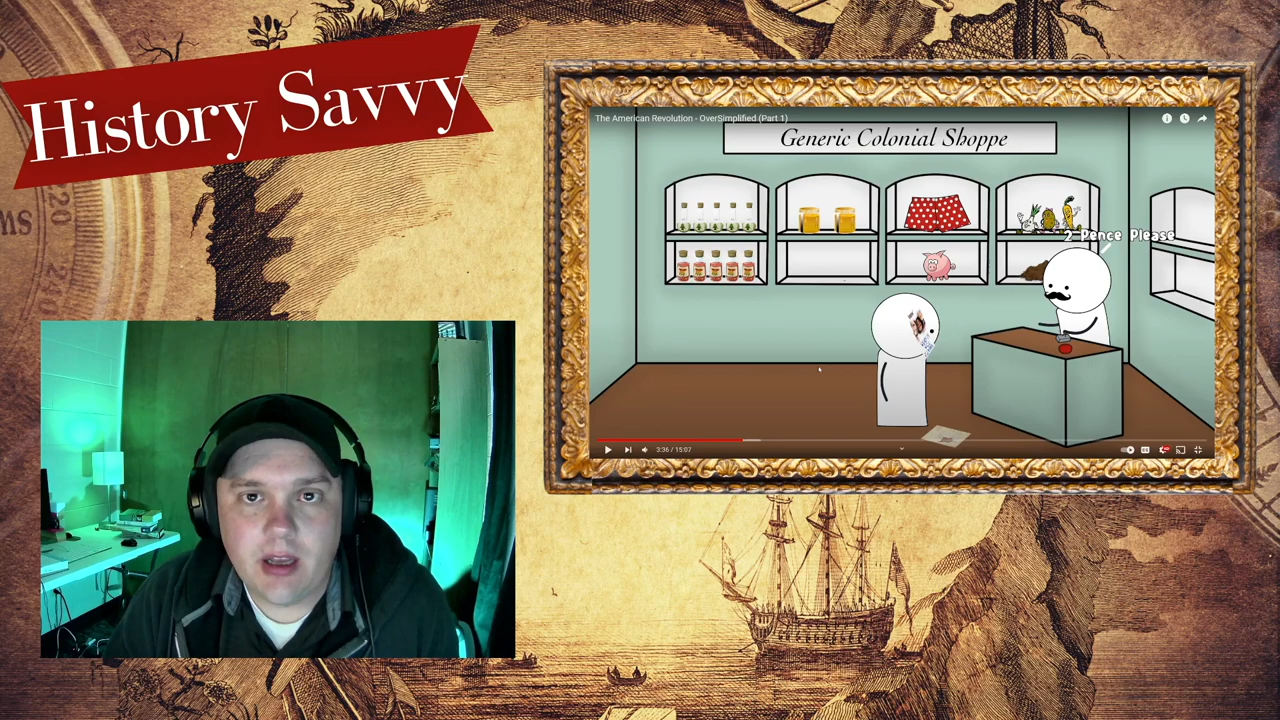 History Savvy
The American Revolution - OverSimplified (Part 1)
Generic Colonial Shoppe
2 Pence Please
3:36 / 15:07